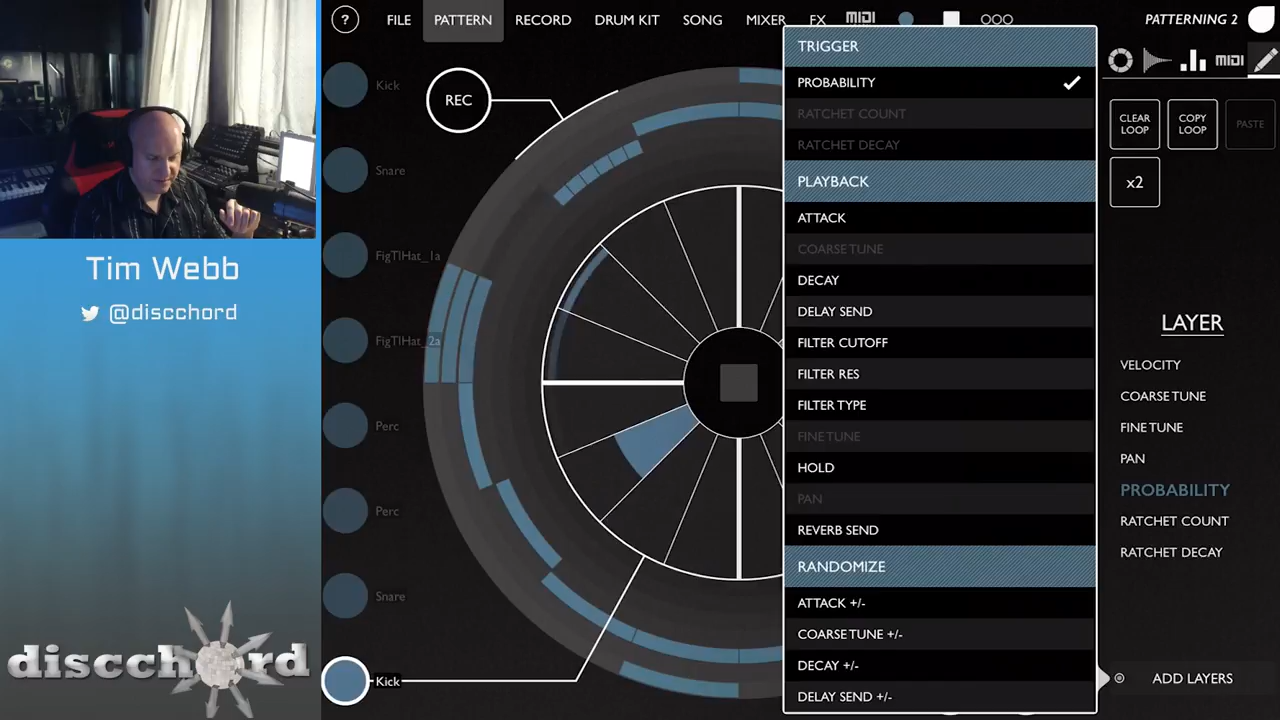 ?
FILE
PATTERN
RECORD
DRUM KIT
SONG
MIXER
FX
MIDI
PATTERNING 2
Kick
Snare
FigTlHat_1a
FigTlHat_2a
Perc
Perc
Snare
Kick
REC
TRIGGER
PROBABILITY
RATCHET COUNT
RATCHET DECAY
PLAYBACK
ATTACK
COARSE TUNE
DECAY
DELAY SEND
FILTER CUTOFF
FILTER RES
FILTER TYPE
FINE TUNE
HOLD
PAN
REVERB SEND
RANDOMIZE
ATTACK +/-
COARSE TUNE +/-
DECAY +/-
DELAY SEND +/-
MIDI
CLEAR
LOOP
COPY
LOOP
PASTE
x2
LAYER
VELOCITY
COARSE TUNE
FINE TUNE
PAN
PROBABILITY
RATCHET COUNT
RATCHET DECAY
ADD LAYERS
Tim Webb
@discchord
discchord